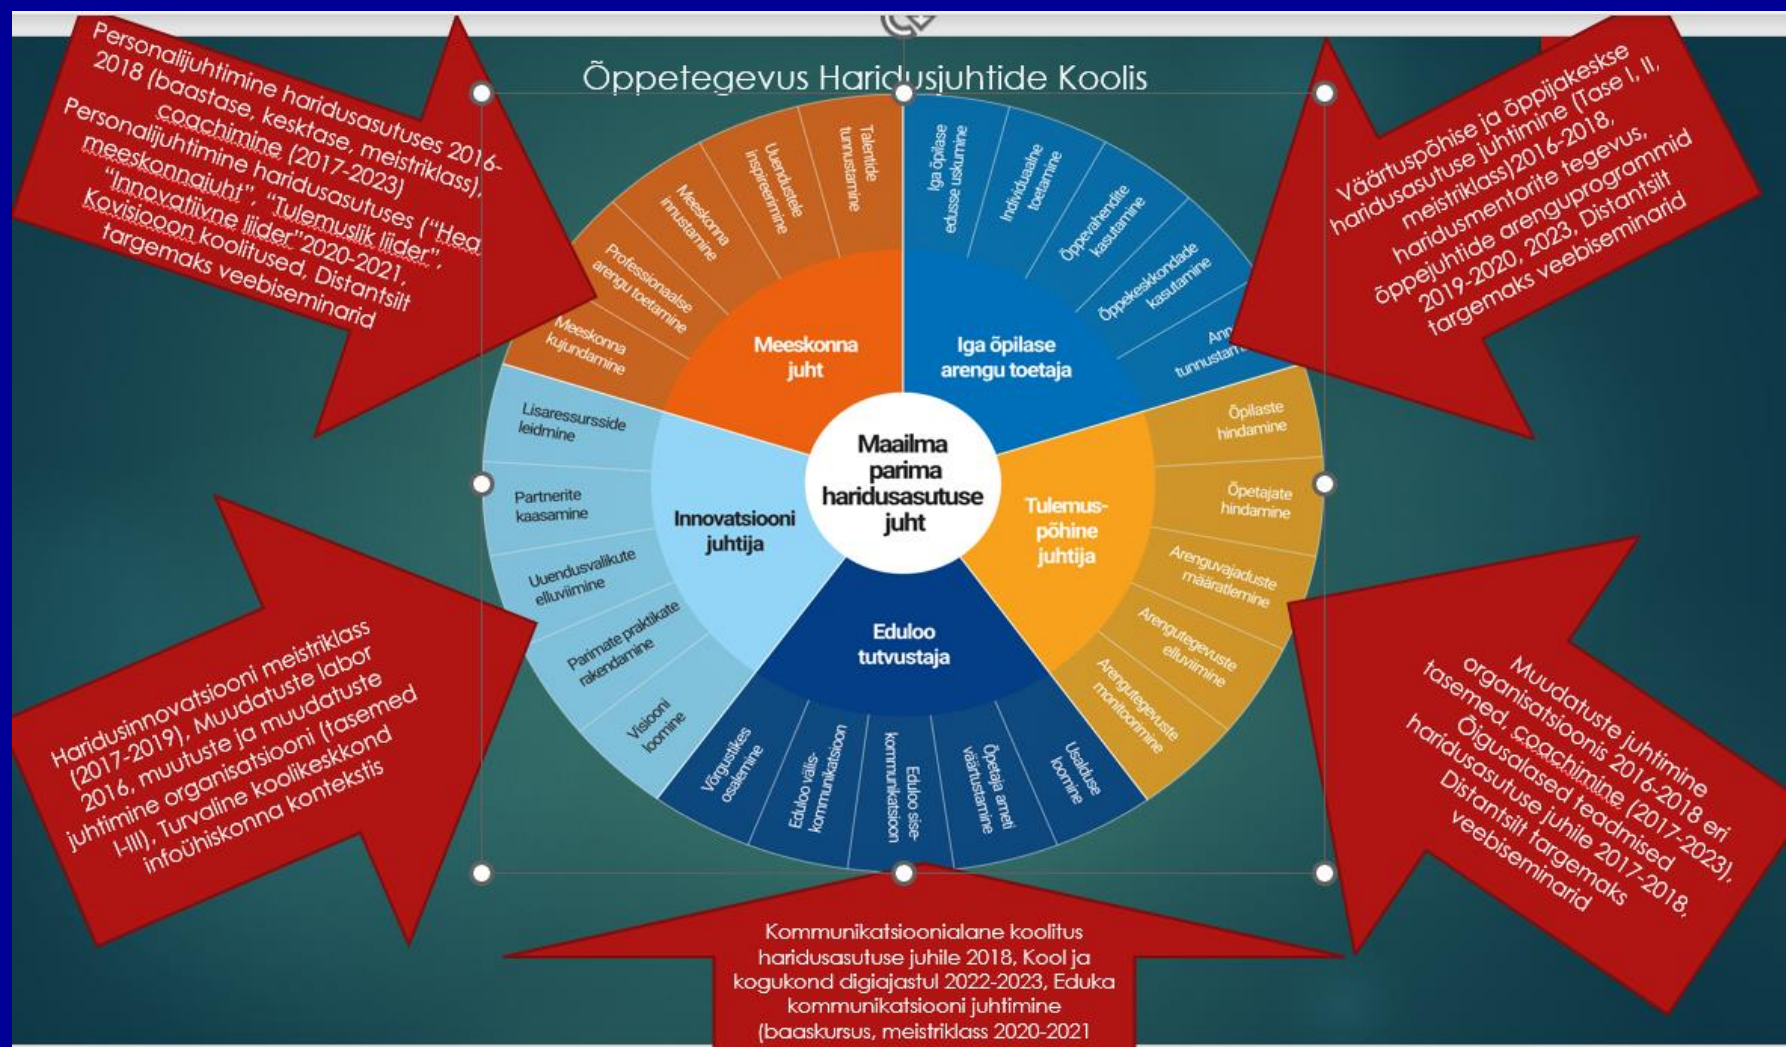 Õppetegevus Haridusjuhtide Koolis
Personalijuhtimine haridusasutuses 2016-
2018 (baastase, kesktase, meistriklass),
coachimine (2017-2023)
Personalijuhtimine haridusasutuses ("Hea
meeskonnajuht", "Tulemuslik liider",
"Innovatiivne liider"2020-2021,
Kovisioon koolitused, Distantsilt
targemaks veebiseminarid
Väärtuspõhise ja õppijakeskse
haridusasutuse juhtimine (Tase I, II,
meistriklass)2016-2018,
haridusmentorite tegevus,
õppejuhtide arenguprogrammid
2019-2020, 2023, Distantsilt
targemaks veebiseminarid
Talentide
tunnustamine
Uuendustele
inspireerimine
Meeskonna
innustamine
Professionaalse
arengu toetamine
Meeskonna
kujundamine
Meeskonna
juht
Iga õpilase
edusse uskumine
Individuaalne
toetamine
Õppevahendite
kasutamine
Õppekeskkondade
kasutamine
Iga õpilase
arengu toetaja
Maailma
parima
haridusasutuse
juht
Lisaressursside
leidmine
Partnerite
kaasamine
Uuendusvalikute
elluviimine
Parimate praktikate
rakendamine
Visiooni
loomine
Innovatsiooni
juhtija
Õpilaste
hindamine
Õpetajate
hindamine
Arenguvajaduste
määratlemine
Arengutegevuste
elluviimine
Arengutegevuste
monitoorimine
Tulemus-
põhine
juhtija
Eduloo
tutvustaja
Võrgustikes
osalemine
Eduloo välis-
kommunikatsioon
Eduloo sise-
kommunikatsioon
Õpetaja ameti
väärtustamine
Usalduse
loomine
Haridusinnovatsiooni meistriklass
(2017-2019), Muudatuste labor
2016, muutuste ja muudatuste
juhtimine organisatsiooni (tasemed
I-III), Turvaline koolikeskkond
infoühiskonna kontekstis
Muudatuste juhtimine
organisatsioonis 2016-2018 eri
tasemed, coachimine (2017-2023),
Õigusalased teadmised
haridusasutuse juhile 2017-2018,
Distantsilt targemaks
veebiseminarid
Kommunikatsioonialane koolitus
haridusasutuse juhile 2018, Kool ja
kogukond digiajastul 2022-2023, Eduka
kommunikatsiooni juhtimine
(baaskursus, meistriklass 2020-2021